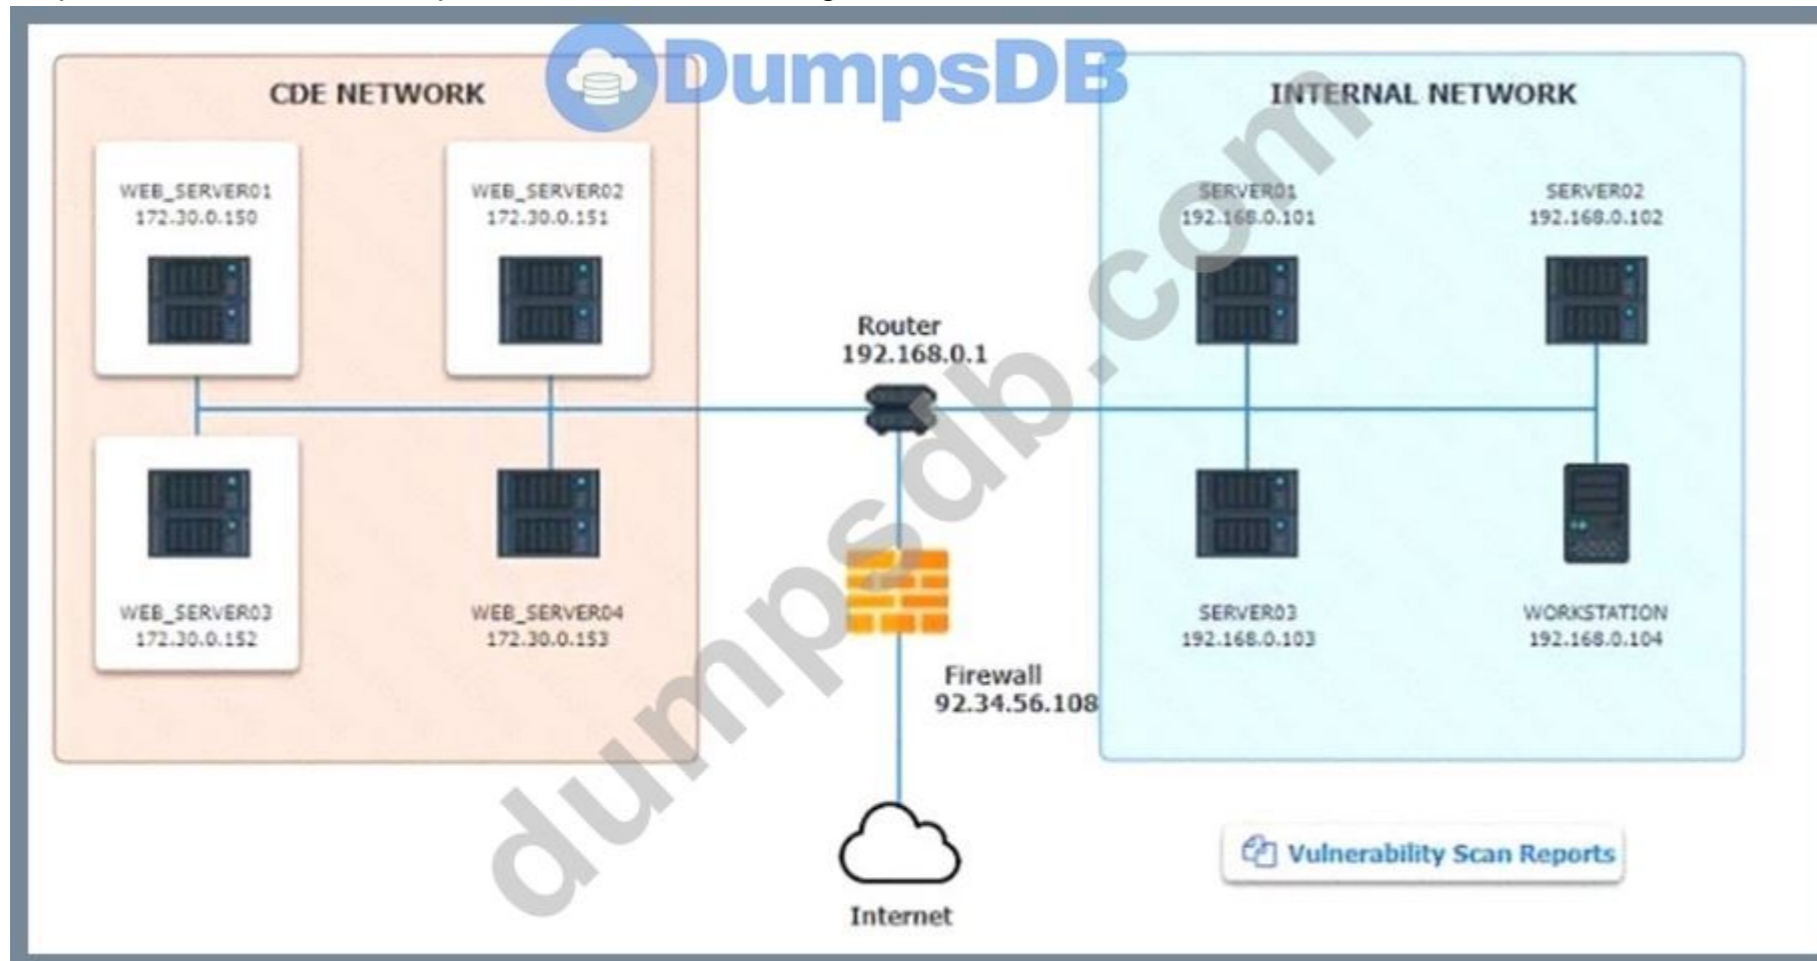 DumpsDB
CDE NETWORK
INTERNAL NETWORK
WEB_SERVER01
172.30.0.150
WEB_SERVER02
172.30.0.151
SERVER01
192.168.0.101
SERVER02
192.168.0.102
Router
192.168.0.1
WEB_SERVER03
172.30.0.152
WEB_SERVER04
172.30.0.153
SERVER03
192.168.0.103
WORKSTATION
192.168.0.104
Firewall
92.34.56.108
Vulnerability Scan Reports
Internet
dumpsdb.com